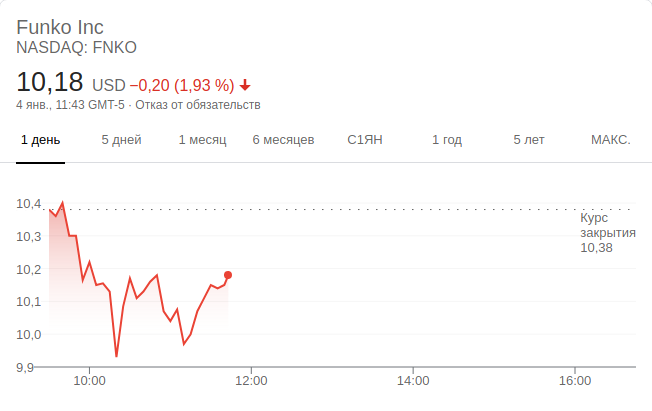 Funko Inc
NASDAQ: FNKO
10,18 USD −0,20 (1,93 %)
4 янв., 11:43 GMT-5 · Отказ от обязательств
1 день 5 дней 1 месяц 6 месяцев С1ЯН 1 год 5 лет МАКС.
10,4
Курс
закрытия
10,3
10,38
10,2
10,1
10,0
9,9
10:00 12:00 14:00 16:00